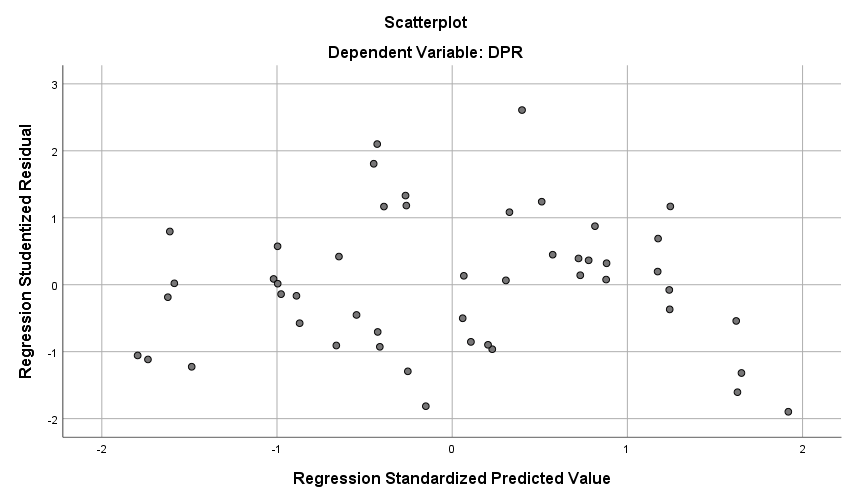 Scatterplot
Dependent Variable: DPR
Regression Studentized Residual
3
2
1
0
-1
-2
-2
-1
0
1
2
Regression Standardized Predicted Value